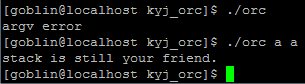 [goblin@localhost kyj_orc]$ ./orc
argv error
[goblin@localhost kyj_orc]$ ./orc a a
stack is still your friend.
[goblin@localhost kyj_orc]$